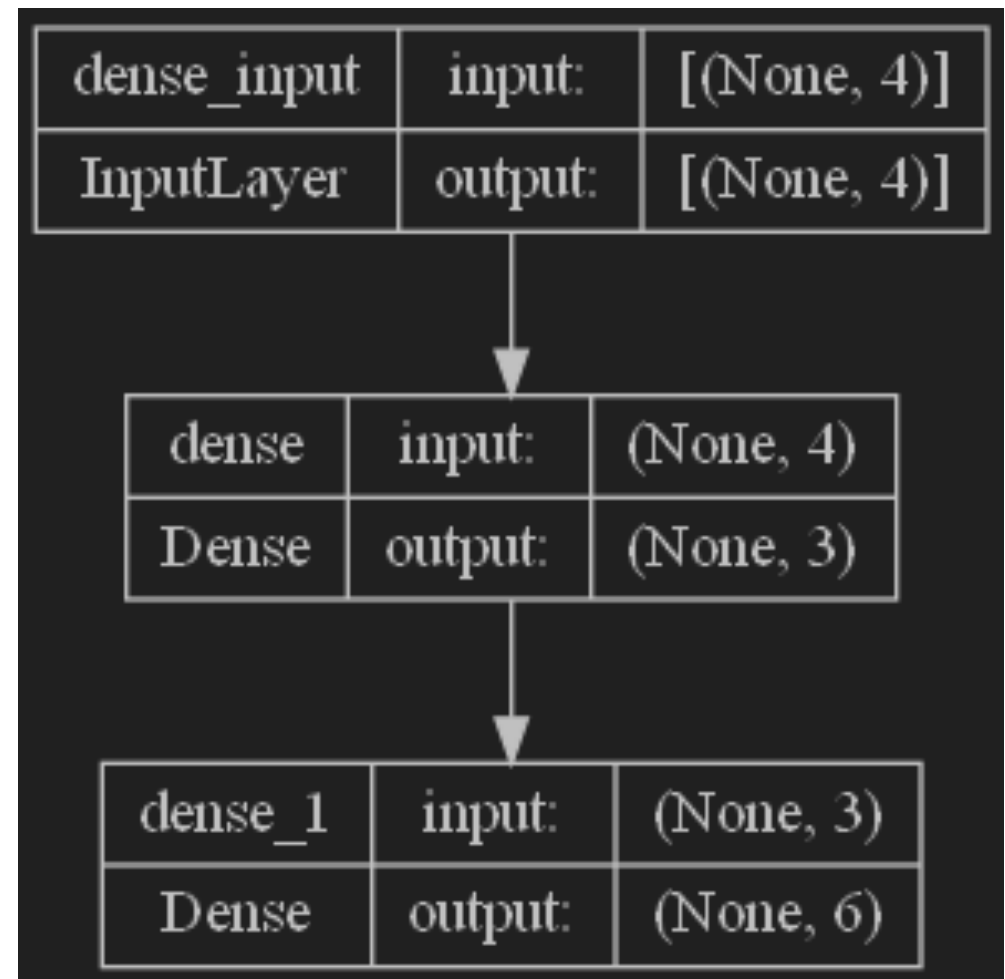 dense_input input: [(None, 4)]
InputLayer output: [(None, 4)]
dense input: (None, 4)
Dense output: (None, 3)
dense_1 input: (None, 3)
Dense output: (None, 6)